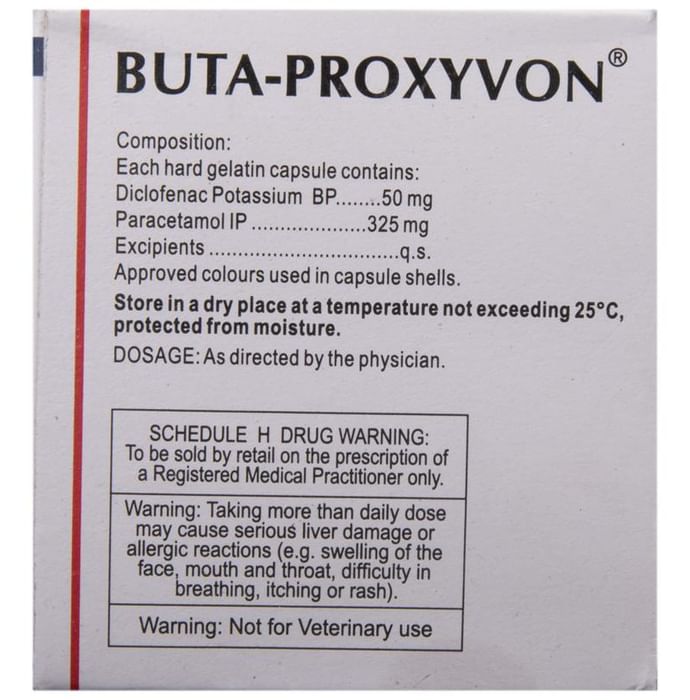 BUTA-PROXYVON®
Composition:
Each hard gelatin capsule contains:
Diclofenac Potassium BP........50 mg
Paracetamol IP ....................325 mg
Excipients .................................q.s.
Approved colours used in capsule shells.
Store in a dry place at a temperature not exceeding 25°C,
protected from moisture.
DOSAGE: As directed by the physician.
SCHEDULE H DRUG WARNING:
To be sold by retail on the prescription of
a Registered Medical Practitioner only.
Warning: Taking more than daily dose
may cause serious liver damage or
allergic reactions (e.g. swelling of the
face, mouth and throat, difficulty in
breathing, itching or rash).
Warning: Not for Veterinary use